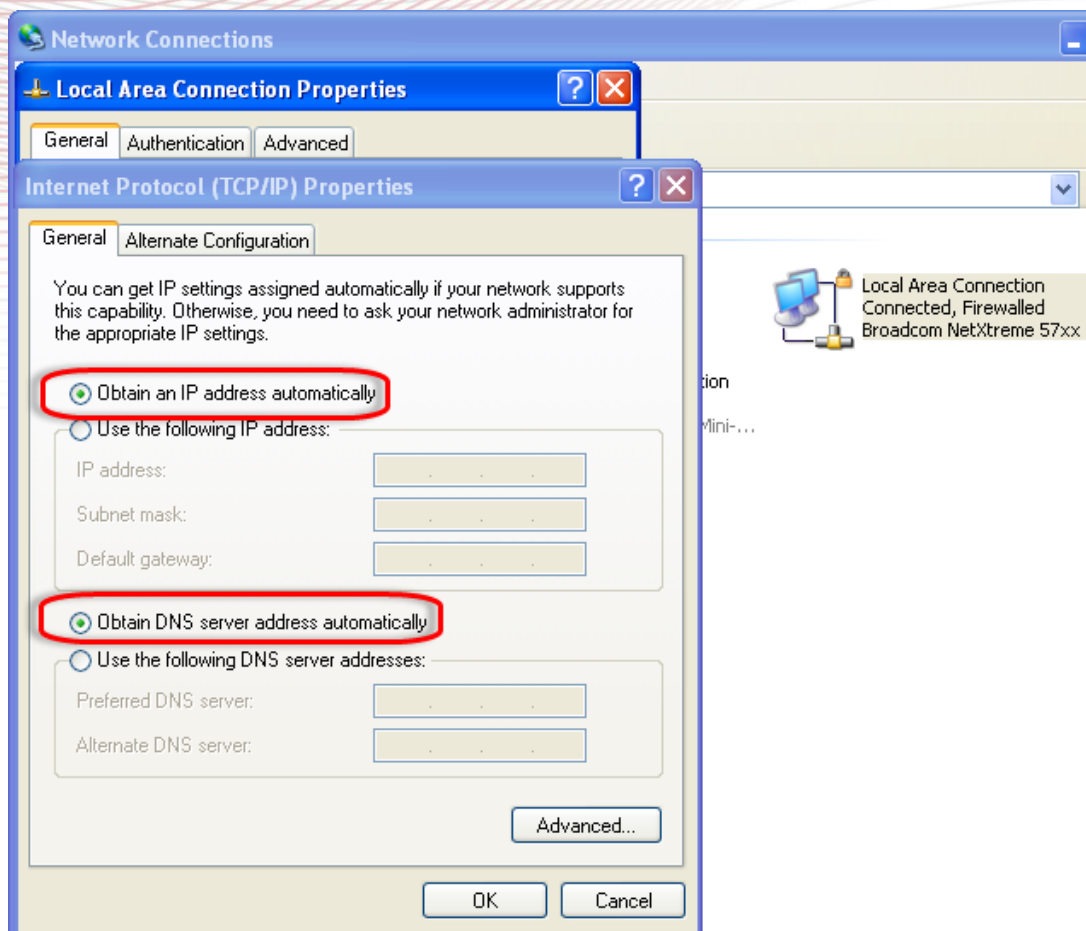 Network Connections
Local Area Connection Properties
General Authentication Advanced
Internet Protocol (TCP/IP) Properties
General Alternate Configuration
You can get IP settings assigned automatically if your network supports
this capability. Otherwise, you need to ask your network administrator for
the appropriate IP settings.
Obtain an IP address automatically
Use the following IP address:
IP address:
Subnet mask:
Default gateway:
Obtain DNS server address automatically
Use the following DNS server addresses:
Preferred DNS server:
Alternate DNS server:
Advanced...
OK Cancel
Local Area Connection
Connected, Firewalled
Broadcom NetXtreme 57xx
tion
Mini-...